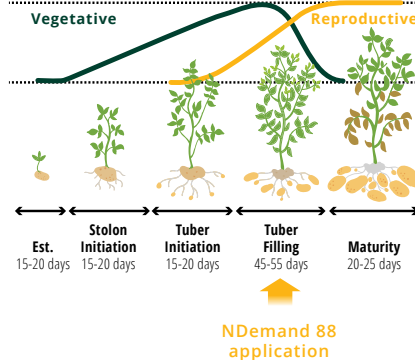 Vegetative
Reproductive
Est.
15-20 days
Stolon
Initiation
15-20 days
Tuber
Initiation
15-20 days
Tuber
Filling
45-55 days
Maturity
20-25 days
NDemand 88
application